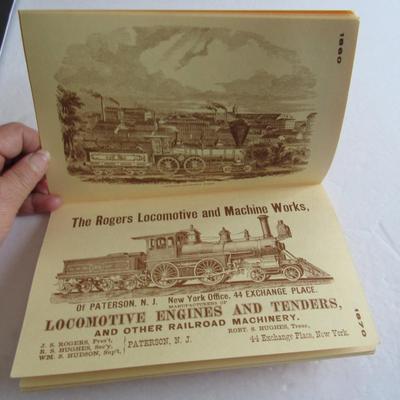 1860
The Rogers Locomotive and Machine Works,
OF PATERSON, N. J. New York Office, 44 EXCHANGE PLACE.
MANUFACTURERS OF
LOCOMOTIVE ENGINES AND TENDERS,
AND OTHER RAILROAD MACHINERY.
J. S. ROGERS, Pres't,
R. S. HUGHES, Sec'y,
WM. S. HUDSON, Sup't,
PATERSON, N. J.
ROBT. S. HUGHES, Treas.,
44 Exchange Place, New York.
1870